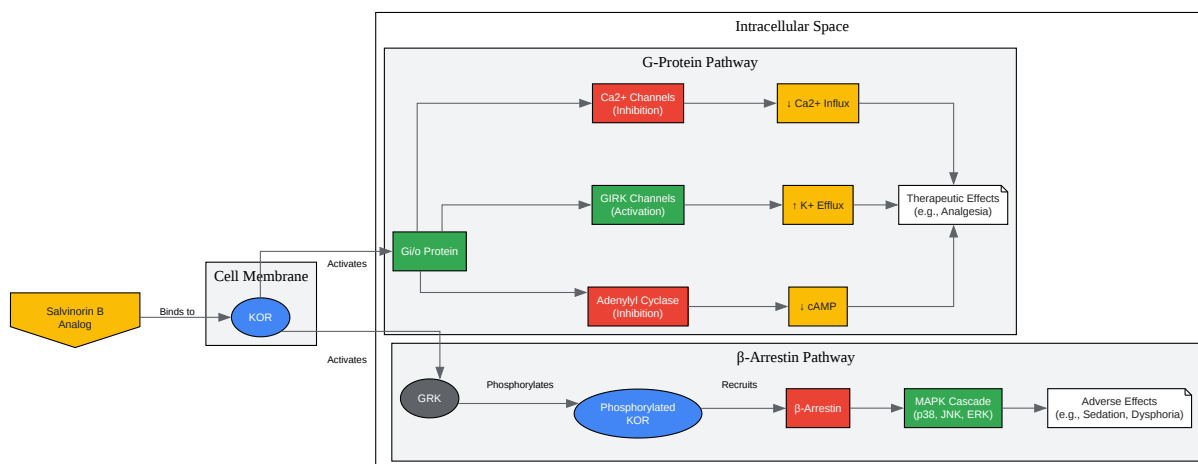 Intracellular Space
G-Protein Pathway
Ca2+ Channels
(Inhibition)
↓ Ca2+ Influx
GIRK Channels
(Activation)
↑ K+ Efflux
Therapeutic Effects
(e.g., Analgesia)
Gi/o Protein
Activates
Cell Membrane
Salvinorin B
Analog
Binds to
KOR
Adenylyl Cyclase
(Inhibition)
↓ cAMP
Activates
β-Arrestin Pathway
GRK
Phosphorylates
Phosphorylated
KOR
Recruits
β-Arrestin
MAPK Cascade
(p38, JNK, ERK)
Adverse Effects
(e.g., Sedation, Dysphoria)